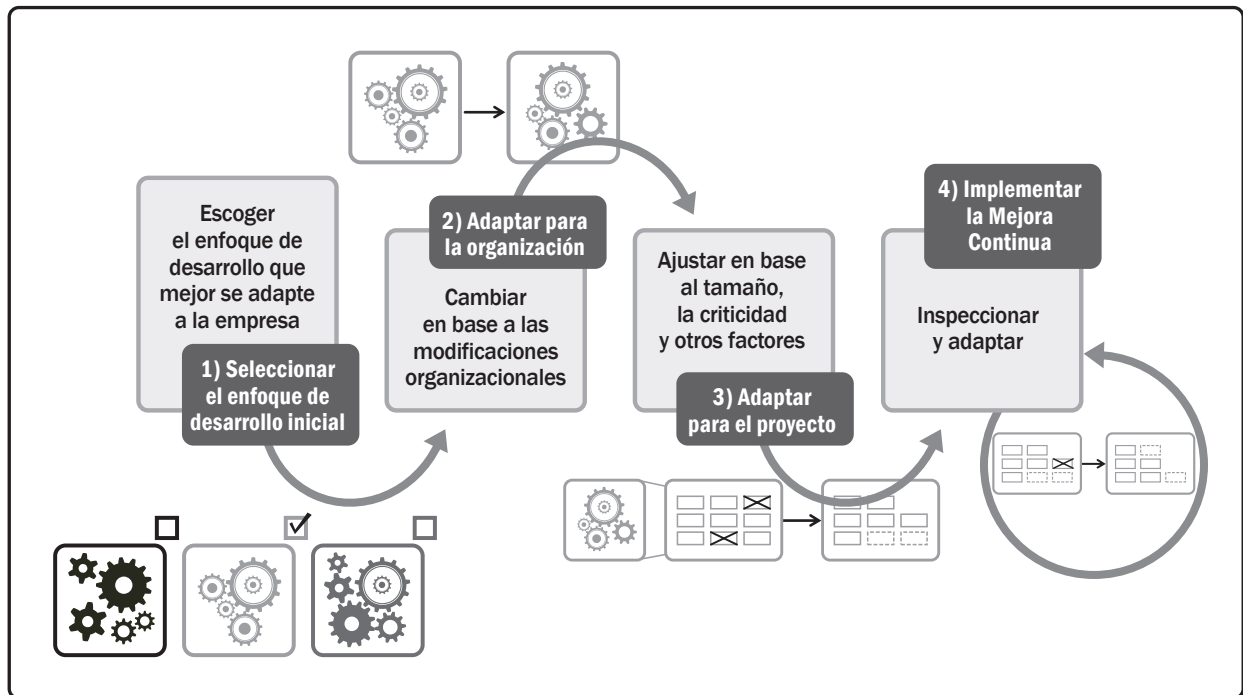 Escoger
el enfoque de
desarrollo que
mejor se adapte
a la empresa
1) Seleccionar
el enfoque de
desarrollo inicial
2) Adaptar para
la organización
Cambiar
en base a las
modificaciones
organizacionales
Ajustar en base
al tamaño,
la criticidad
y otros factores
3) Adaptar
para el proyecto
4) Implementar
la Mejora
Continua
Inspeccionar
y adaptar